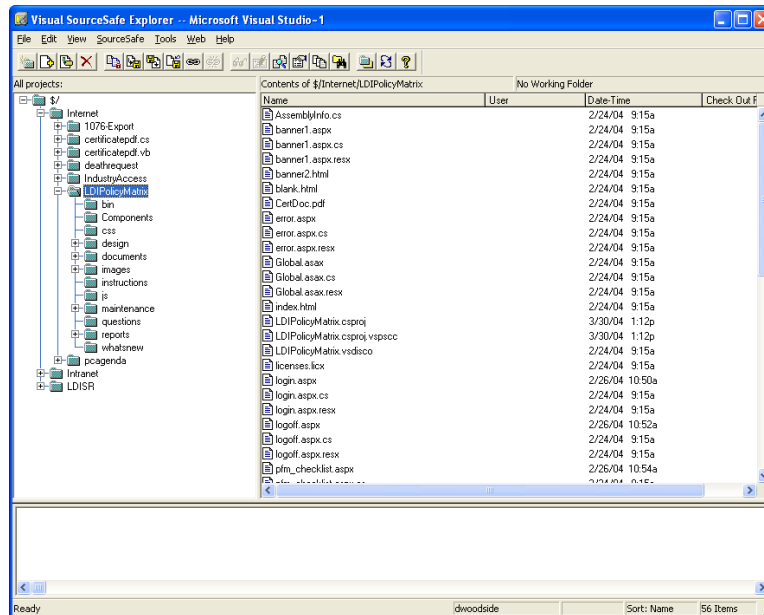 Visual SourceSafe Explorer -- Microsoft Visual Studio-1
File Edit View SourceSafe Tools Web Help
All projects:
Contents of $/Internet/LDIPolicyMatrix No Working Folder
$/
Internet
1076-Export
certificatepdf.cs
certificatepdf.vb
deathrequest
IndustryAccess
LDIPolicyMatrix
bin
Components
css
design
documents
images
instructions
js
maintenance
questions
reports
whatsnew
pcagenda
Intranet
LDISR
Name User Date-Time Check Out F
AssemblyInfo.cs 2/24/04 9:15a
banner1.aspx 2/24/04 9:15a
banner1.aspx.cs 2/24/04 9:15a
banner1.aspx.resx 2/24/04 9:15a
banner2.html 2/24/04 9:15a
blank.html 2/24/04 9:15a
CertDoc.pdf 2/24/04 9:15a
error.aspx 2/24/04 9:15a
error.aspx.cs 2/24/04 9:15a
error.aspx.resx 2/24/04 9:15a
Global.asax 2/24/04 9:15a
Global.asax.cs 2/24/04 9:15a
Global.asax.resx 2/24/04 9:15a
index.html 2/24/04 9:15a
LDIPolicyMatrix.csproj 3/30/04 1:12p
LDIPolicyMatrix.csproj.vspscc 3/30/04 1:12p
LDIPolicyMatrix.vsdisco 2/24/04 9:15a
licenses.licx 2/24/04 9:15a
login.aspx 2/26/04 10:50a
login.aspx.cs 2/24/04 9:15a
login.aspx.resx 2/24/04 9:15a
logoff.aspx 2/26/04 10:52a
logoff.aspx.cs 2/24/04 9:15a
logoff.aspx.resx 2/24/04 9:15a
pfm_checklist.aspx 2/26/04 10:54a
Ready dwoodside Sort: Name 56 Items